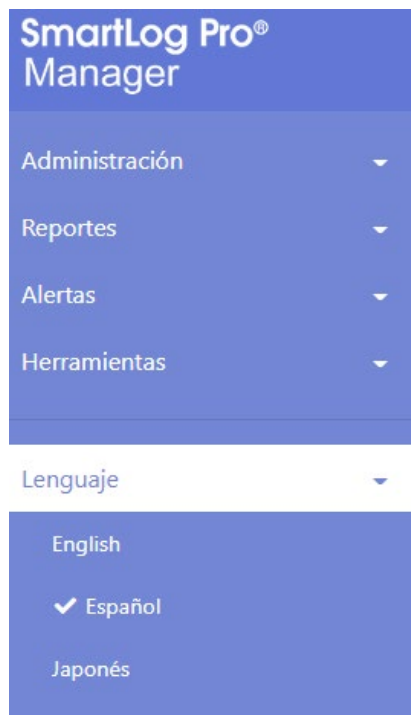 SmartLog Pro®
Manager
Administración
Reportes
Alertas
Herramientas
Lenguaje
English
Español
Japonés